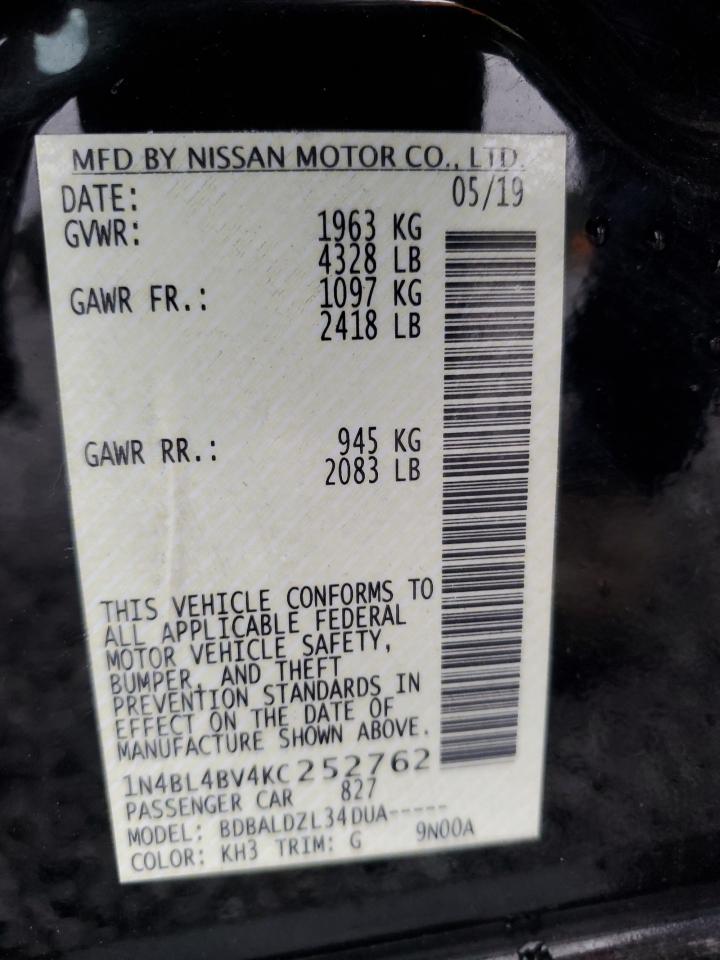 MFD BY NISSAN MOTOR CO., LTD.
DATE: 05/19
GVWR: 1963 KG
4328 LB
GAWR FR.: 1097 KG
2418 LB
GAWR RR.: 945 KG
2083 LB
THIS VEHICLE CONFORMS TO
ALL APPLICABLE FEDERAL
MOTOR VEHICLE SAFETY,
BUMPER, AND THEFT
PREVENTION STANDARDS IN
EFFECT ON THE DATE OF
MANUFACTURE SHOWN ABOVE.
1N4BL4BV4KC252762
PASSENGER CAR 827
MODEL: BDBALDZL34DUA-----
COLOR: KH3 TRIM: G 9N00A